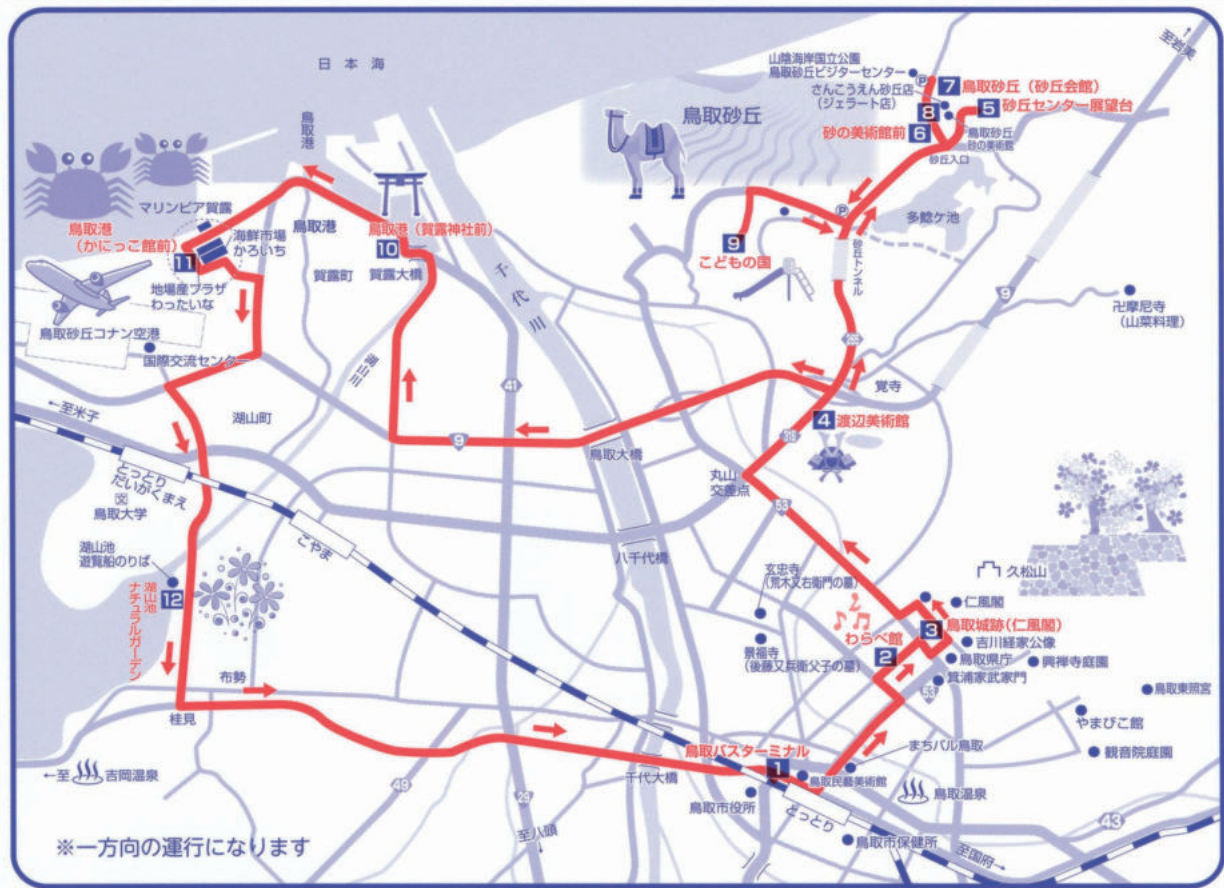 日本海
至岩美
山陰海岸国立公園
鳥取砂丘ビジターセンター
P
7
鳥取砂丘（砂丘会館）
さんこうえん砂丘店
（ジェラート店）
8
5
砂丘センター展望台
砂の美術館前
6
鳥取砂丘
砂の美術館
砂丘入口
鳥取砂丘
鳥取港
マリンピア賀露
鳥取港
（かにっこ館前）
11
海鮮市場
かろいち
地場産プラザ
わったいな
鳥取港
賀露町
鳥取港（賀露神社前）
10
賀露大橋
千代川
9
こどもの国
P
多鯰ケ池
砂丘トンネル
9
卍摩尼寺
（山菜料理）
鳥取砂丘コナン空港
国際交流センター
湖山川
41
覚寺
←至米子
湖山町
9
鳥取大橋
4
渡辺美術館
丸山
交差点
53
とっとり
だいがくまえ
文
鳥取大学
こやま
八千代橋
湖山池
遊覧船のりば
12
湖山池
ナチュラルガーデン
玄忠寺
（荒木又右衛門の墓）
景福寺
（後藤又兵衛父子の墓）
わらべ館
2
久松山
仁風閣
3
鳥取城跡（仁風閣）
吉川経家公像
鳥取県庁
興禅寺庭園
箕浦家武家門
53
鳥取東照宮
やまびこ館
観音院庭園
布勢
桂見
←至
吉岡温泉
49
29
至八頭
千代大橋
鳥取バスターミナル
1
鳥取民藝美術館
まちパル鳥取
鳥取市役所
とっとり
鳥取温泉
鳥取市保健所
至国府→
43
※一方向の運行になります